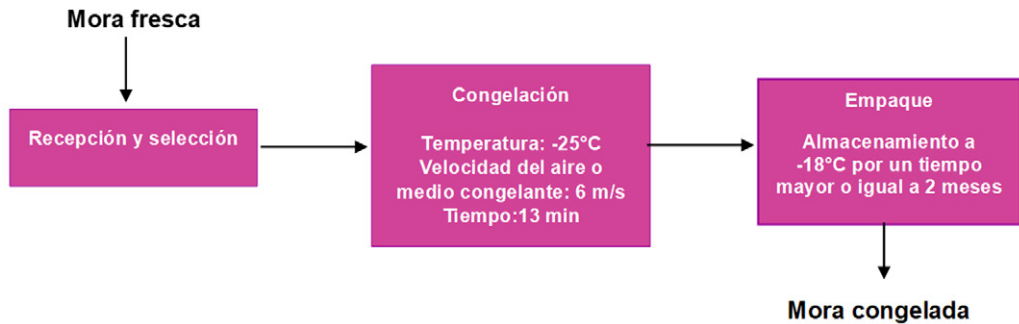 Mora fresca
Recepción y selección
Congelación
Temperatura: -25°C
Velocidad del aire o
medio congelante: 6 m/s
Tiempo:13 min
Empaque
Almacenamiento a
-18°C por un tiempo
mayor o igual a 2 meses
Mora congelada